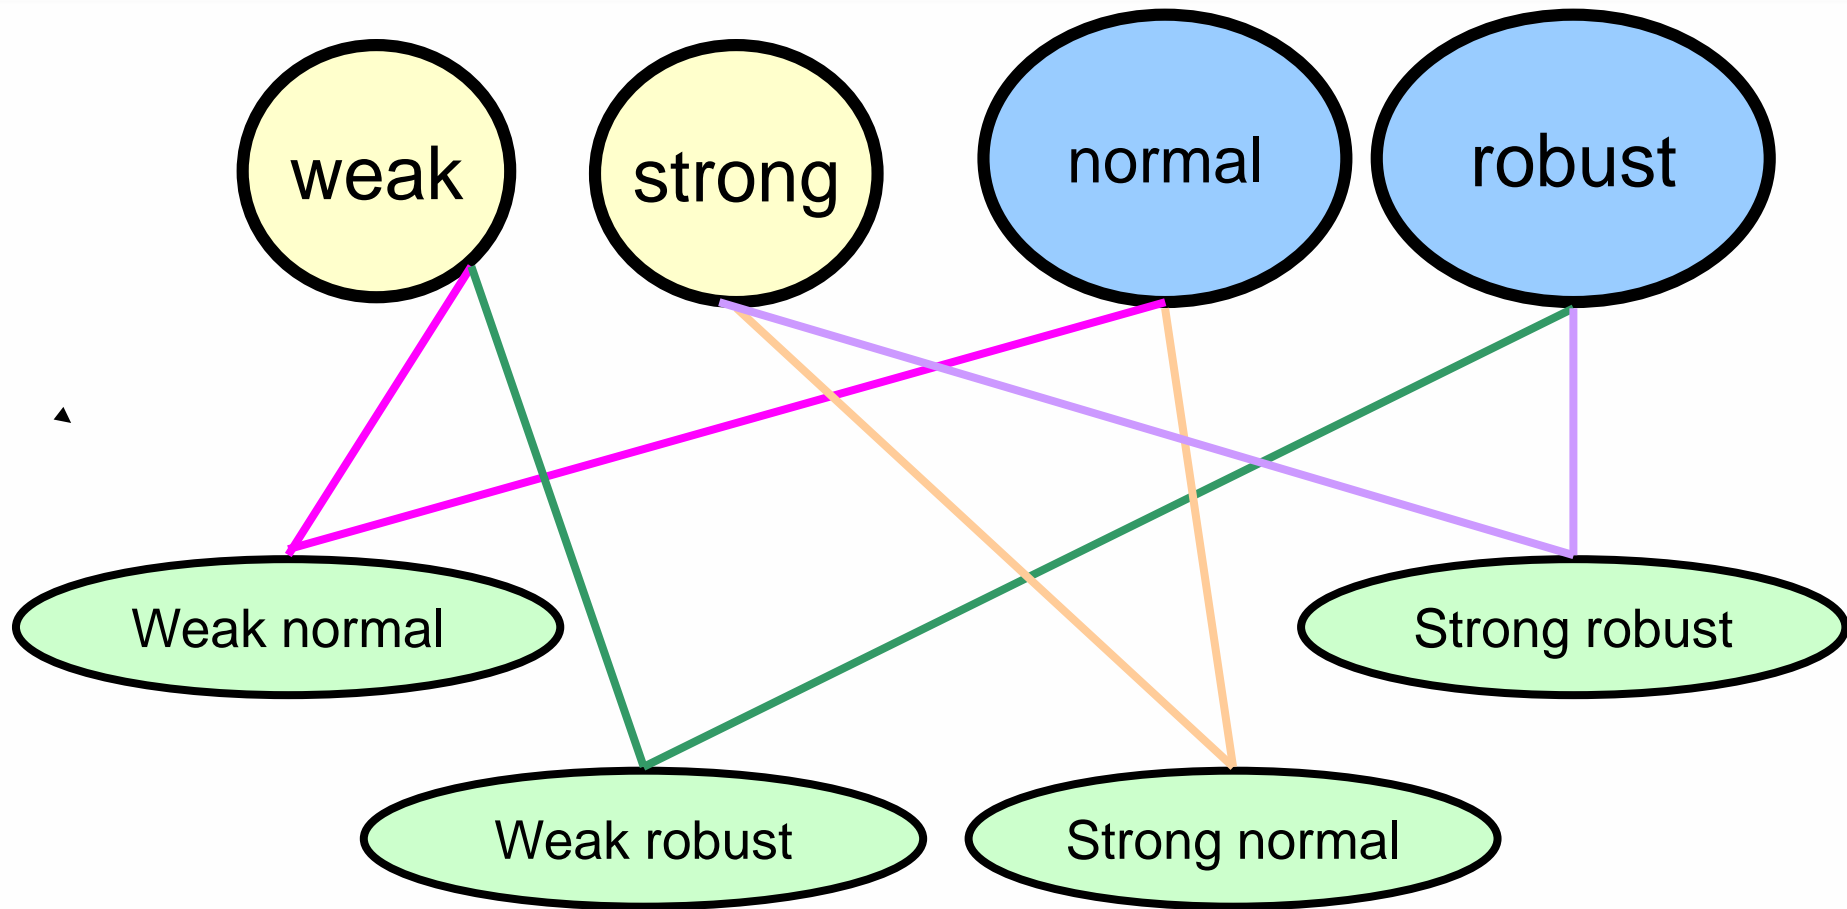 weak
strong
normal
robust
Weak normal
Strong robust
Weak robust
Strong normal